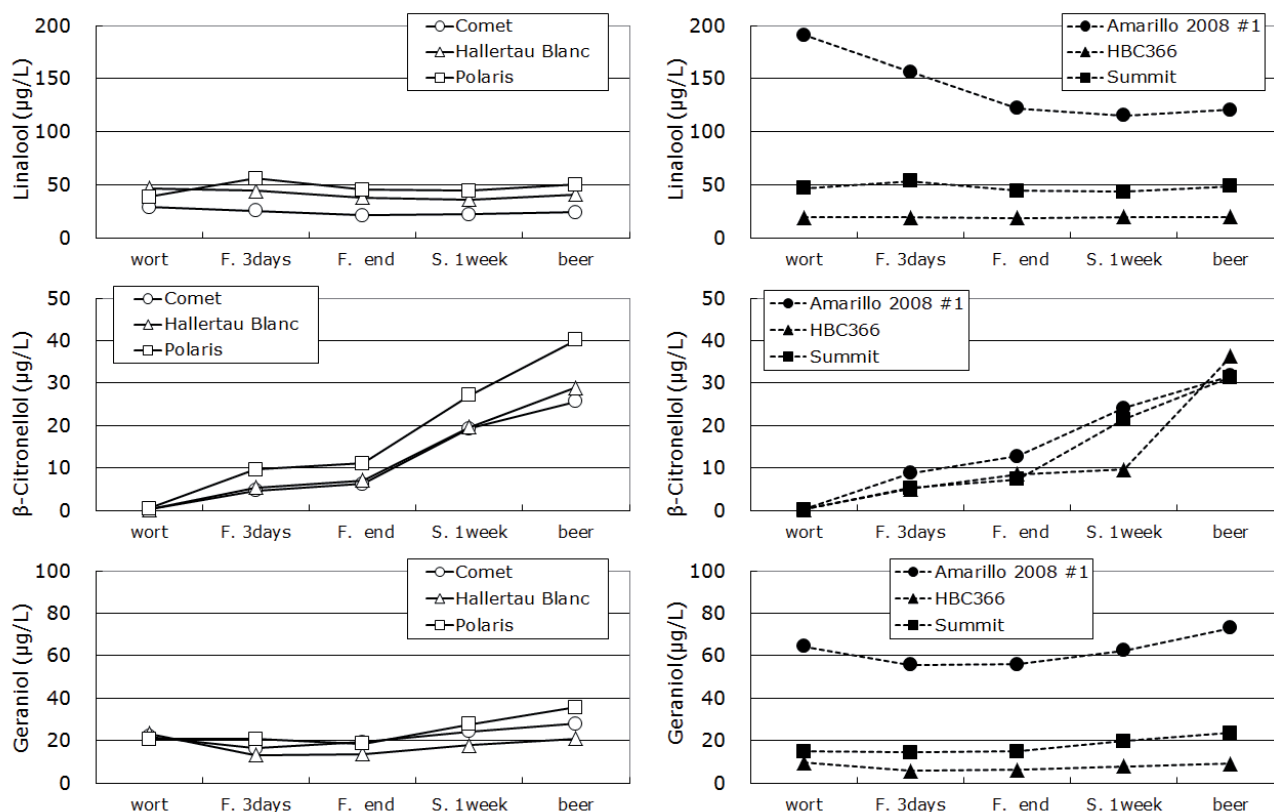 Linalool (μg/L)
200
150
100
50
0
Comet
Hallertau Blanc
Polaris
wort F. 3days F. end S. 1week beer
Linalool (μg/L)
200
150
100
50
0
Amarillo 2008 #1
HBC366
Summit
wort F. 3days F. end S. 1week beer
β-Citronellol (μg/L)
50
40
30
20
10
0
Comet
Hallertau Blanc
Polaris
wort F. 3days F. end S. 1week beer
β-Citronellol (μg/L)
50
40
30
20
10
0
Amarillo 2008 #1
HBC366
Summit
wort F. 3days F. end S. 1week beer
Geraniol (μg/L)
100
80
60
40
20
0
Comet
Hallertau Blanc
Polaris
wort F. 3days F. end S. 1week beer
Geraniol(μg/L)
100
80
60
40
20
0
Amarillo 2008 #1
HBC366
Summit
wort F. 3days F. end S. 1week beer